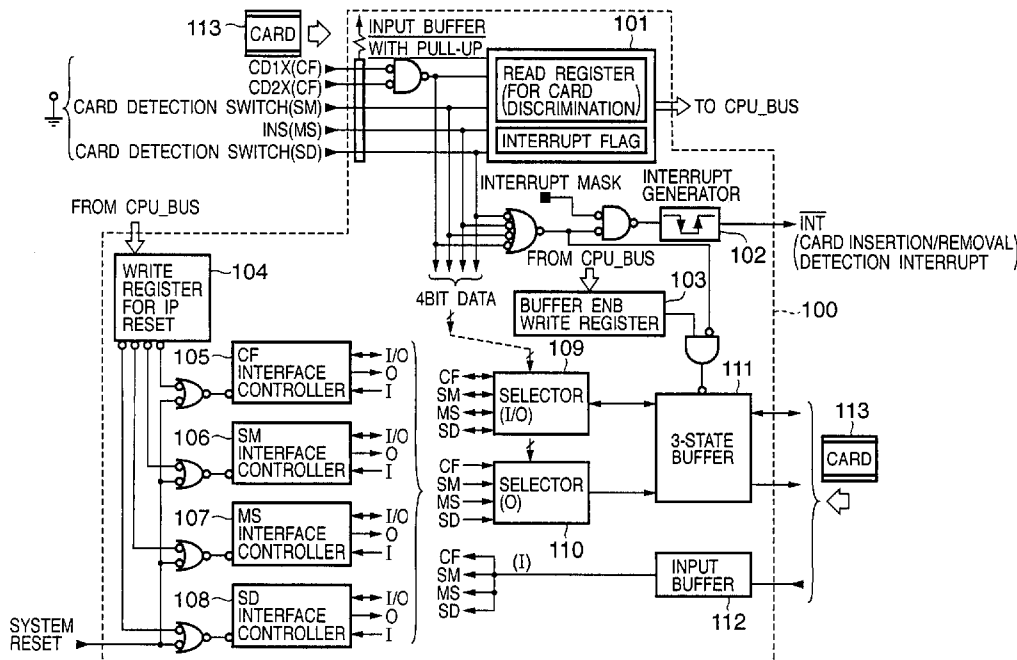 113
CARD
INPUT BUFFER
WITH PULL-UP
101
CD1X(CF)
CD2X(CF)
CARD DETECTION SWITCH(SM)
INS(MS)
CARD DETECTION SWITCH(SD)
READ REGISTER
(FOR CARD
DISCRIMINATION)
INTERRUPT FLAG
TO CPU_BUS
INTERRUPT MASK
INTERRUPT
GENERATOR
102
INT
(CARD INSERTION/REMOVAL
DETECTION INTERRUPT)
FROM CPU_BUS
104
WRITE
REGISTER
FOR IP
RESET
FROM CPU_BUS
4BIT DATA
103
BUFFER ENB
WRITE REGISTER
100
105
CF
INTERFACE
CONTROLLER
I/O
O
I
106
SM
INTERFACE
CONTROLLER
I/O
O
I
107
MS
INTERFACE
CONTROLLER
I/O
O
I
108
SD
INTERFACE
CONTROLLER
I/O
O
I
SYSTEM
RESET
109
CF
SM
MS
SD
SELECTOR
(I/O)
CF
SM
MS
SD
SELECTOR
(O)
110
111
3-STATE
BUFFER
113
CARD
CF
SM
MS
SD
(I)
INPUT
BUFFER
112